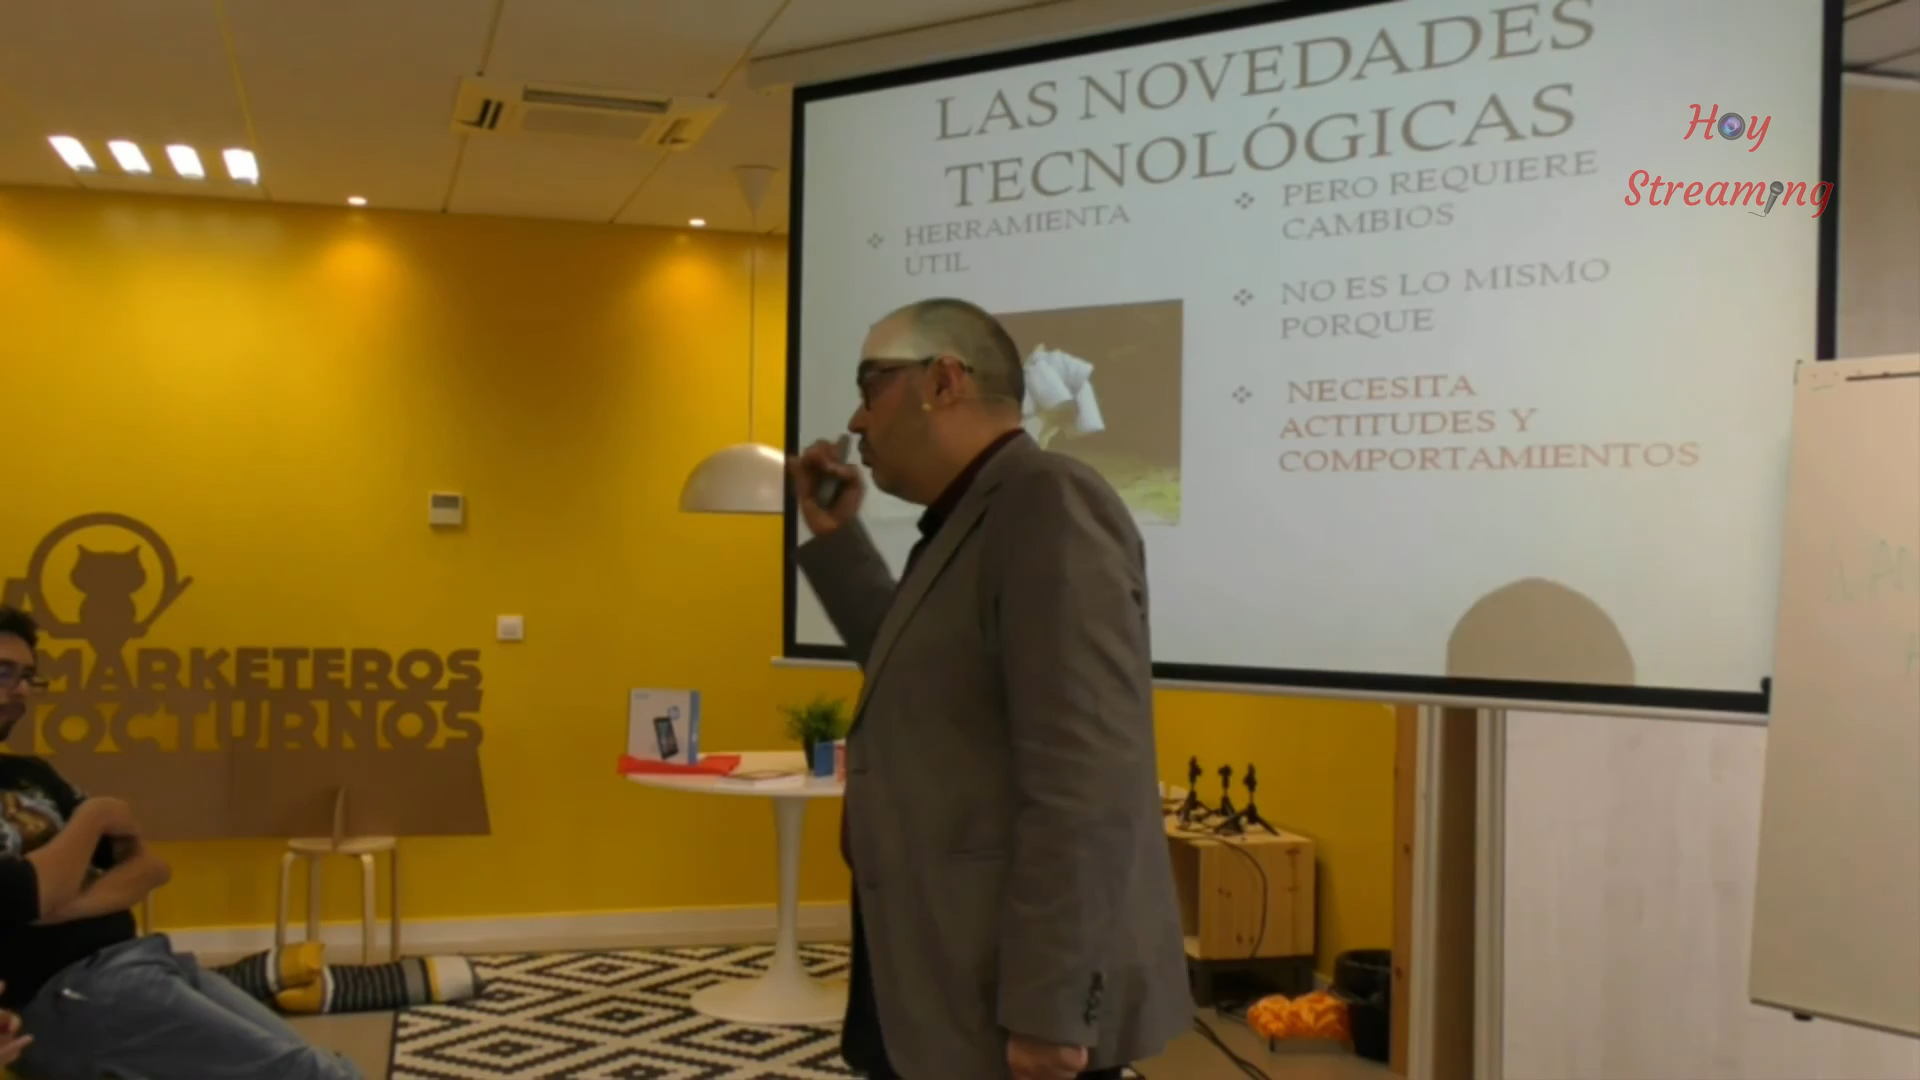 LAS NOVEDADES
TECNOLÓGICAS
HERRAMIENTA
ÚTIL
PERO REQUIERE
CAMBIOS
NO ES LO MISMO
PORQUE
NECESITA
ACTITUDES Y
COMPORTAMIENTOS
Hoy
Streaming
MARKETEROS
NOCTURNOS